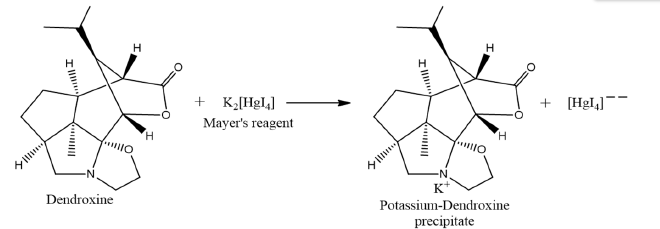 H
H
O
O
H
H
N
O
Dendroxine
+ K2[HgI4]
Mayer's reagent
H
H
O
O
H
H
N
O
K+
Potassium-Dendroxine
precipitate
+ [HgI4]−−